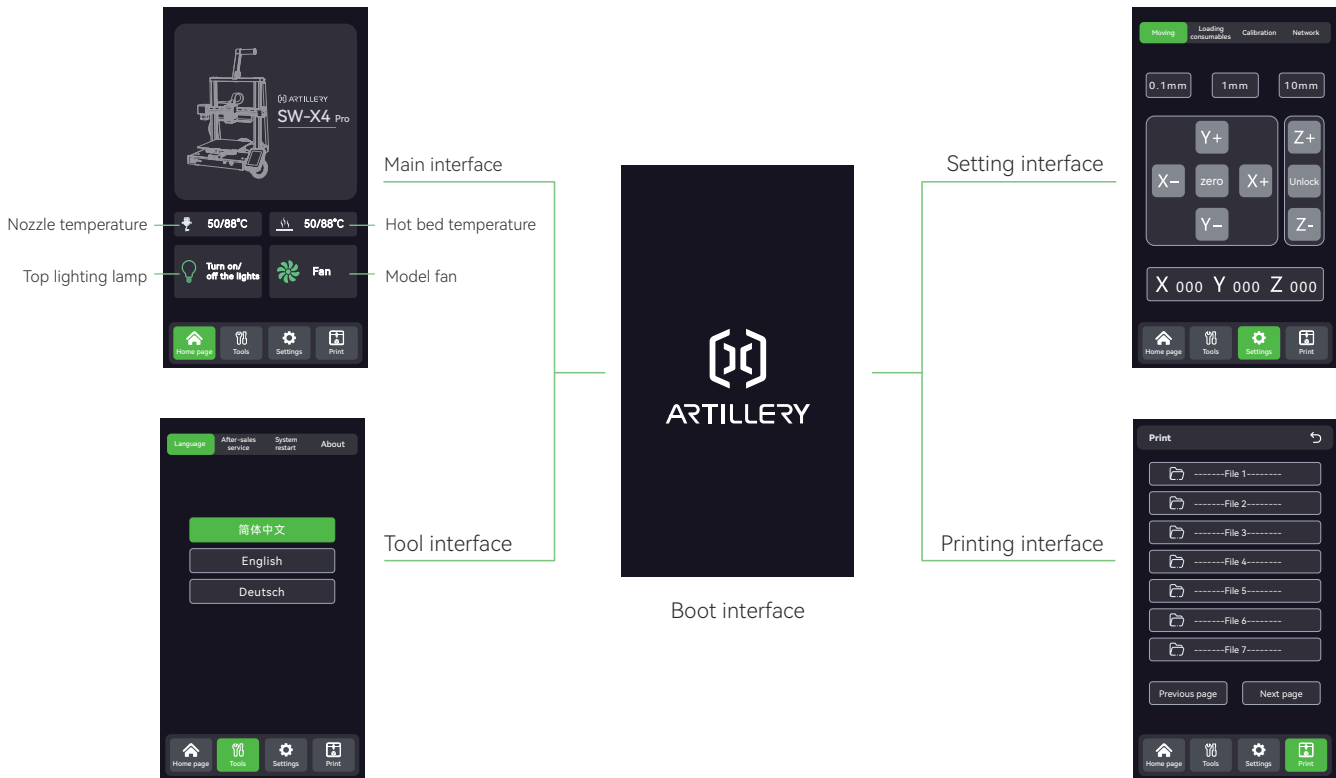 ARTILLERY
SW-X4 Pro
Main interface
Nozzle temperature
50/88°C
50/88°C
Hot bed temperature
Top lighting lamp
Turn on/
off the lights
Fan
Model fan
Home page
Tools
Settings
Print
Language
After-sales
service
System
restart
About
简体中文
English
Deutsch
Tool interface
Home page
Tools
Settings
Print
ARTILLERY
Boot interface
Setting interface
Moving
Loading
consumables
Calibration
Network
0.1mm
1mm
10mm
Y+
Z+
X-
zero
X+
Unlock
Y-
Z-
X 000 Y 000 Z 000
Home page
Tools
Settings
Print
Printing interface
Print
-------File 1--------
-------File 2--------
-------File 3--------
-------File 4--------
-------File 5--------
-------File 6--------
-------File 7--------
Previous page
Next page
Home page
Tools
Settings
Print